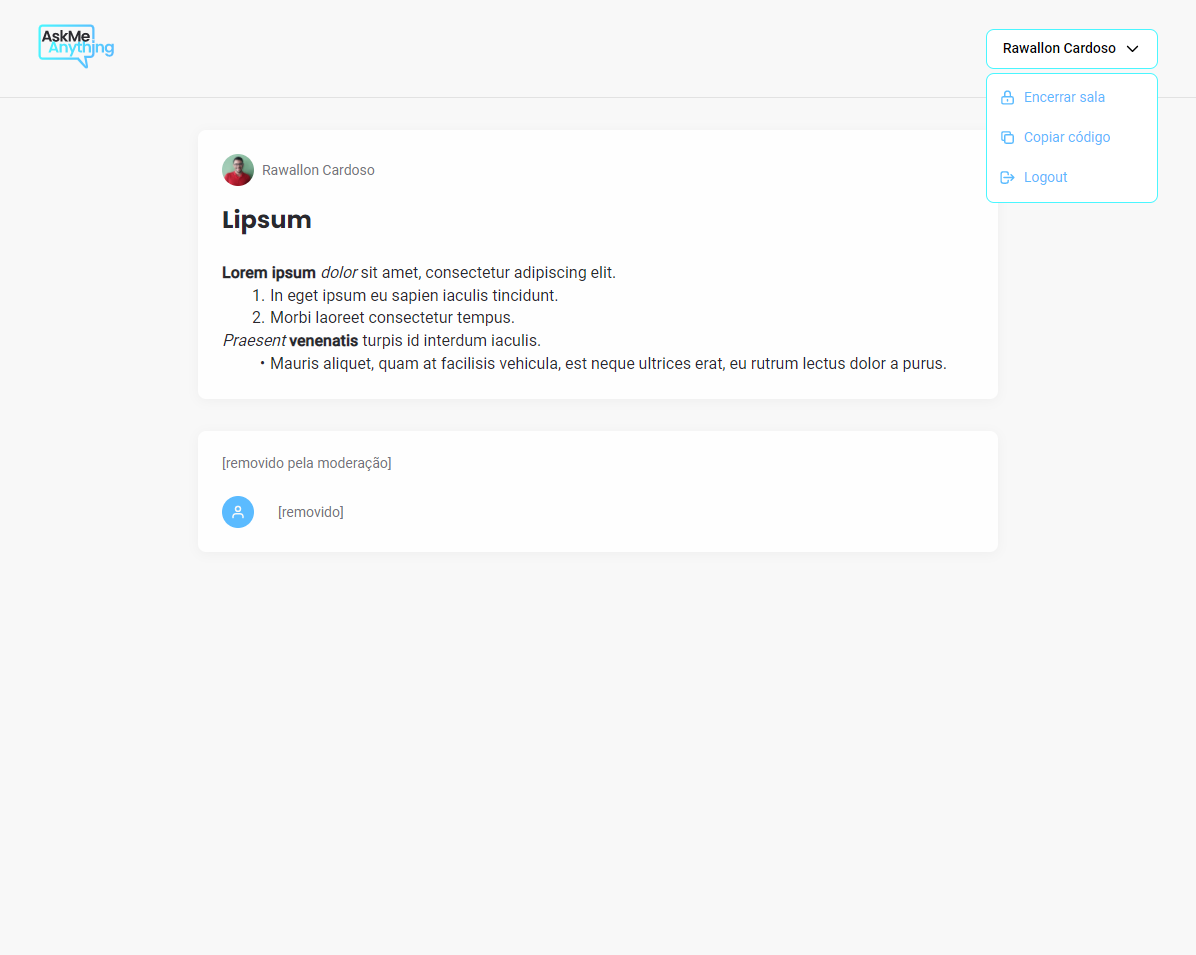 AskMe
Anything
Rawallon Cardoso
Encerrar sala
Copiar código
Logout
Rawallon Cardoso
Lipsum
Lorem ipsum dolor sit amet, consectetur adipiscing elit.
1. In eget ipsum eu sapien iaculis tincidunt.
2. Morbi laoreet consectetur tempus.
Praesent venenatis turpis id interdum iaculis.
• Mauris aliquet, quam at facilisis vehicula, est neque ultrices erat, eu rutrum lectus dolor a purus.
[removido pela moderação]
[removido]